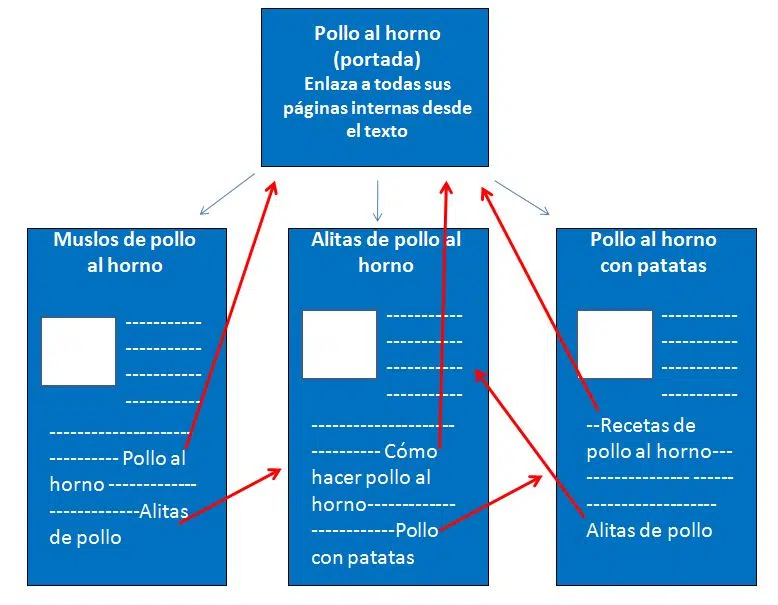 Pollo al horno
(portada)
Enlaza a todas sus
páginas internas desde
el texto
Muslos de pollo
al horno
-----------
-----------
-----------
-----------
--------------------
---------- Pollo al
horno -------------
-------------Alitas
de pollo
Alitas de pollo al
horno
-----------
-----------
-----------
-----------
---------------------
---------- Cómo
hacer pollo al
horno-------------
------------Pollo
con patatas
Pollo al horno
con patatas
-----------
-----------
-----------
-----------
--Recetas de
pollo al horno---
--------------- ------
-------------------
Alitas de pollo